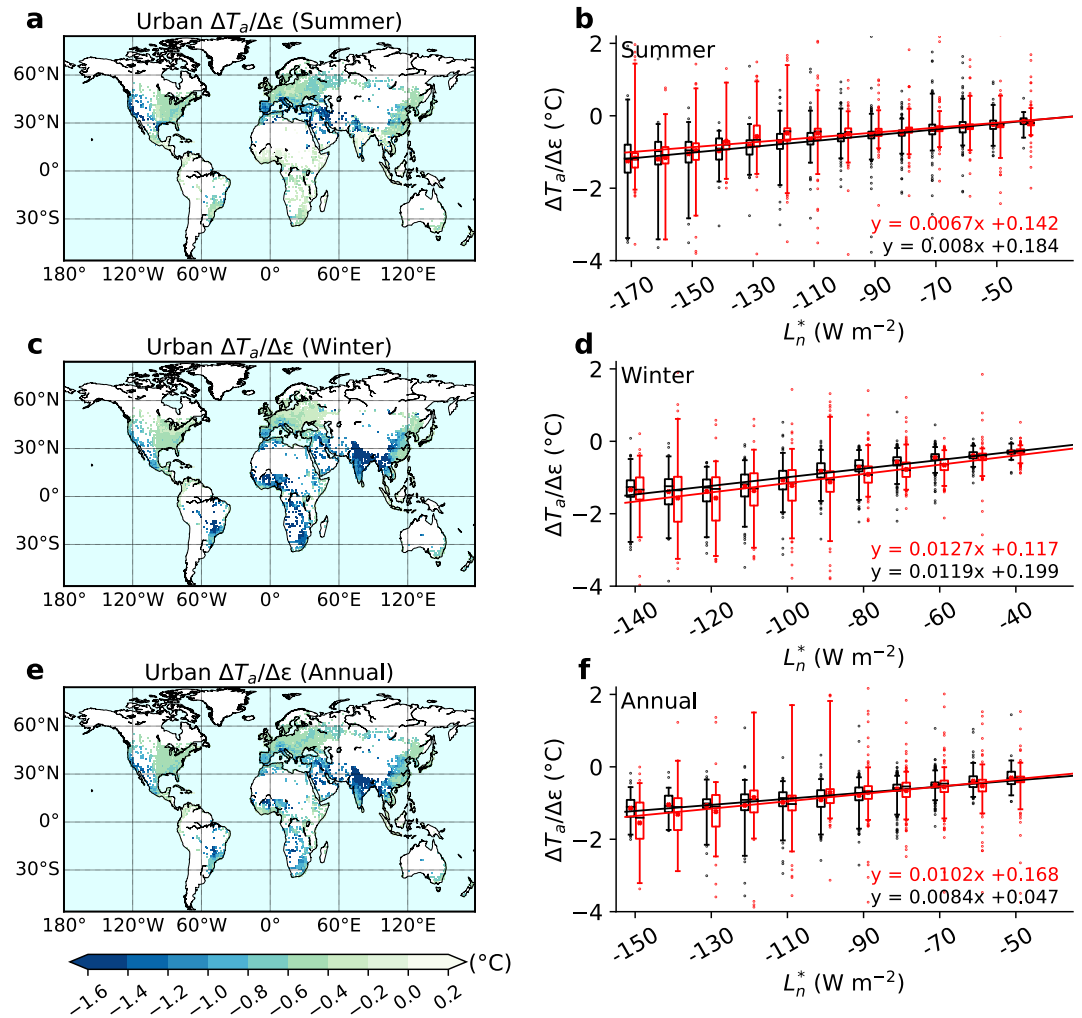 a Urban ΔTₐ/Δε (Summer)
60°N
30°N
0°
30°S
180° 120°W 60°W 0° 60°E 120°E
b
Summer
2
0
−2
−4
ΔTₐ/Δε (°C)
y = 0.0067x +0.142
y = 0.008x +0.184
-170 -150 -130 -110 -90 -70 -50
Lₙ* (W m⁻²)
c Urban ΔTₐ/Δε (Winter)
60°N
30°N
0°
30°S
180° 120°W 60°W 0° 60°E 120°E
d
Winter
2
0
−2
−4
ΔTₐ/Δε (°C)
y = 0.0127x +0.117
y = 0.0119x +0.199
-140 -120 -100 -80 -60 -40
Lₙ* (W m⁻²)
e Urban ΔTₐ/Δε (Annual)
60°N
30°N
0°
30°S
180° 120°W 60°W 0° 60°E 120°E
(°C)
−1.6 −1.4 −1.2 −1.0 −0.8 −0.6 −0.4 −0.2 0.0 0.2
f
Annual
2
0
−2
−4
ΔTₐ/Δε (°C)
y = 0.0102x +0.168
y = 0.0084x +0.047
-150 -130 -110 -90 -70 -50
Lₙ* (W m⁻²)